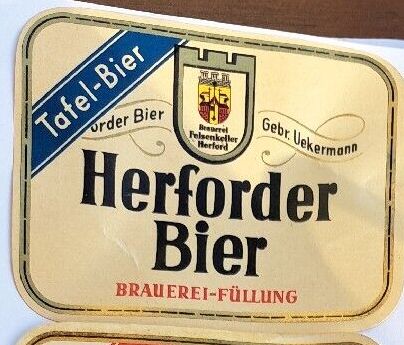 Tafel-Bier
Brauerei
Felsenkeller
Herford
order Bier
Gebr. Uekermann
Herforder
Bier
BRAUEREI-FÜLLUNG